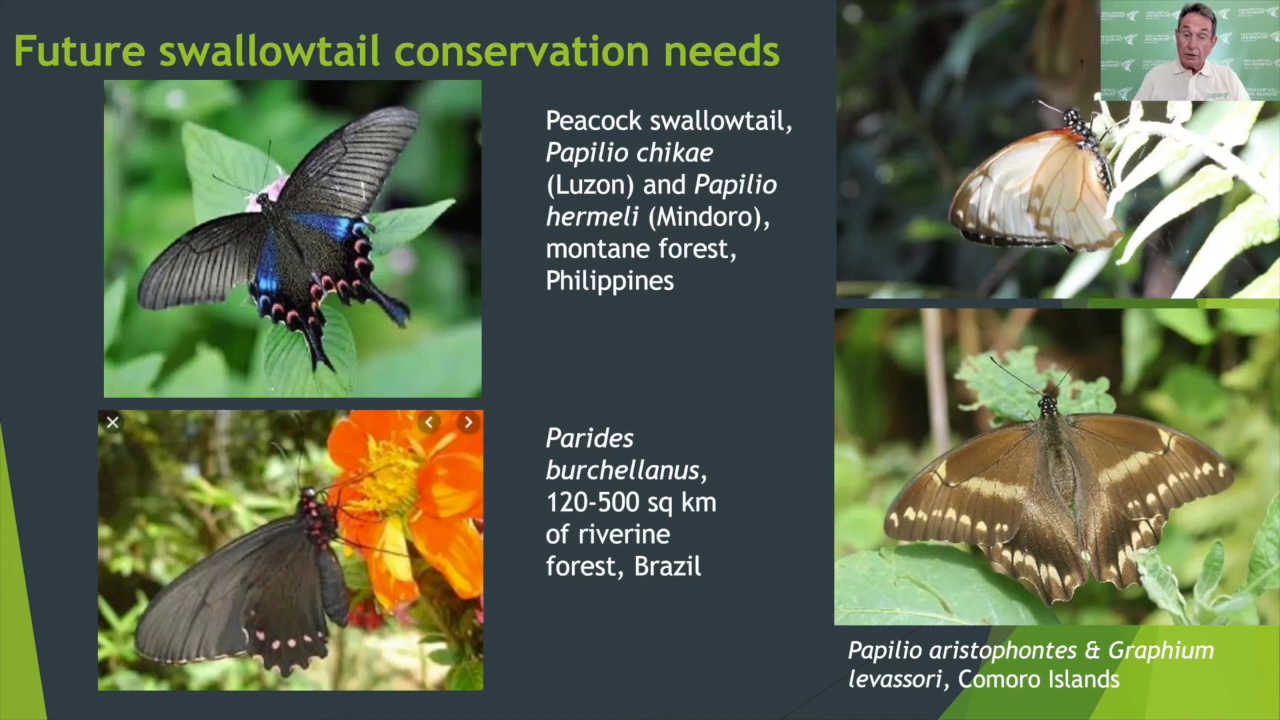 Future swallowtail conservation needs
Peacock swallowtail,
Papilio chikae
(Luzon) and Papilio
hermeli (Mindoro),
montane forest,
Philippines
Parides
burchellanus,
120-500 sq km
of riverine
forest, Brazil
Papilio aristophontes & Graphium
levassori, Comoro Islands